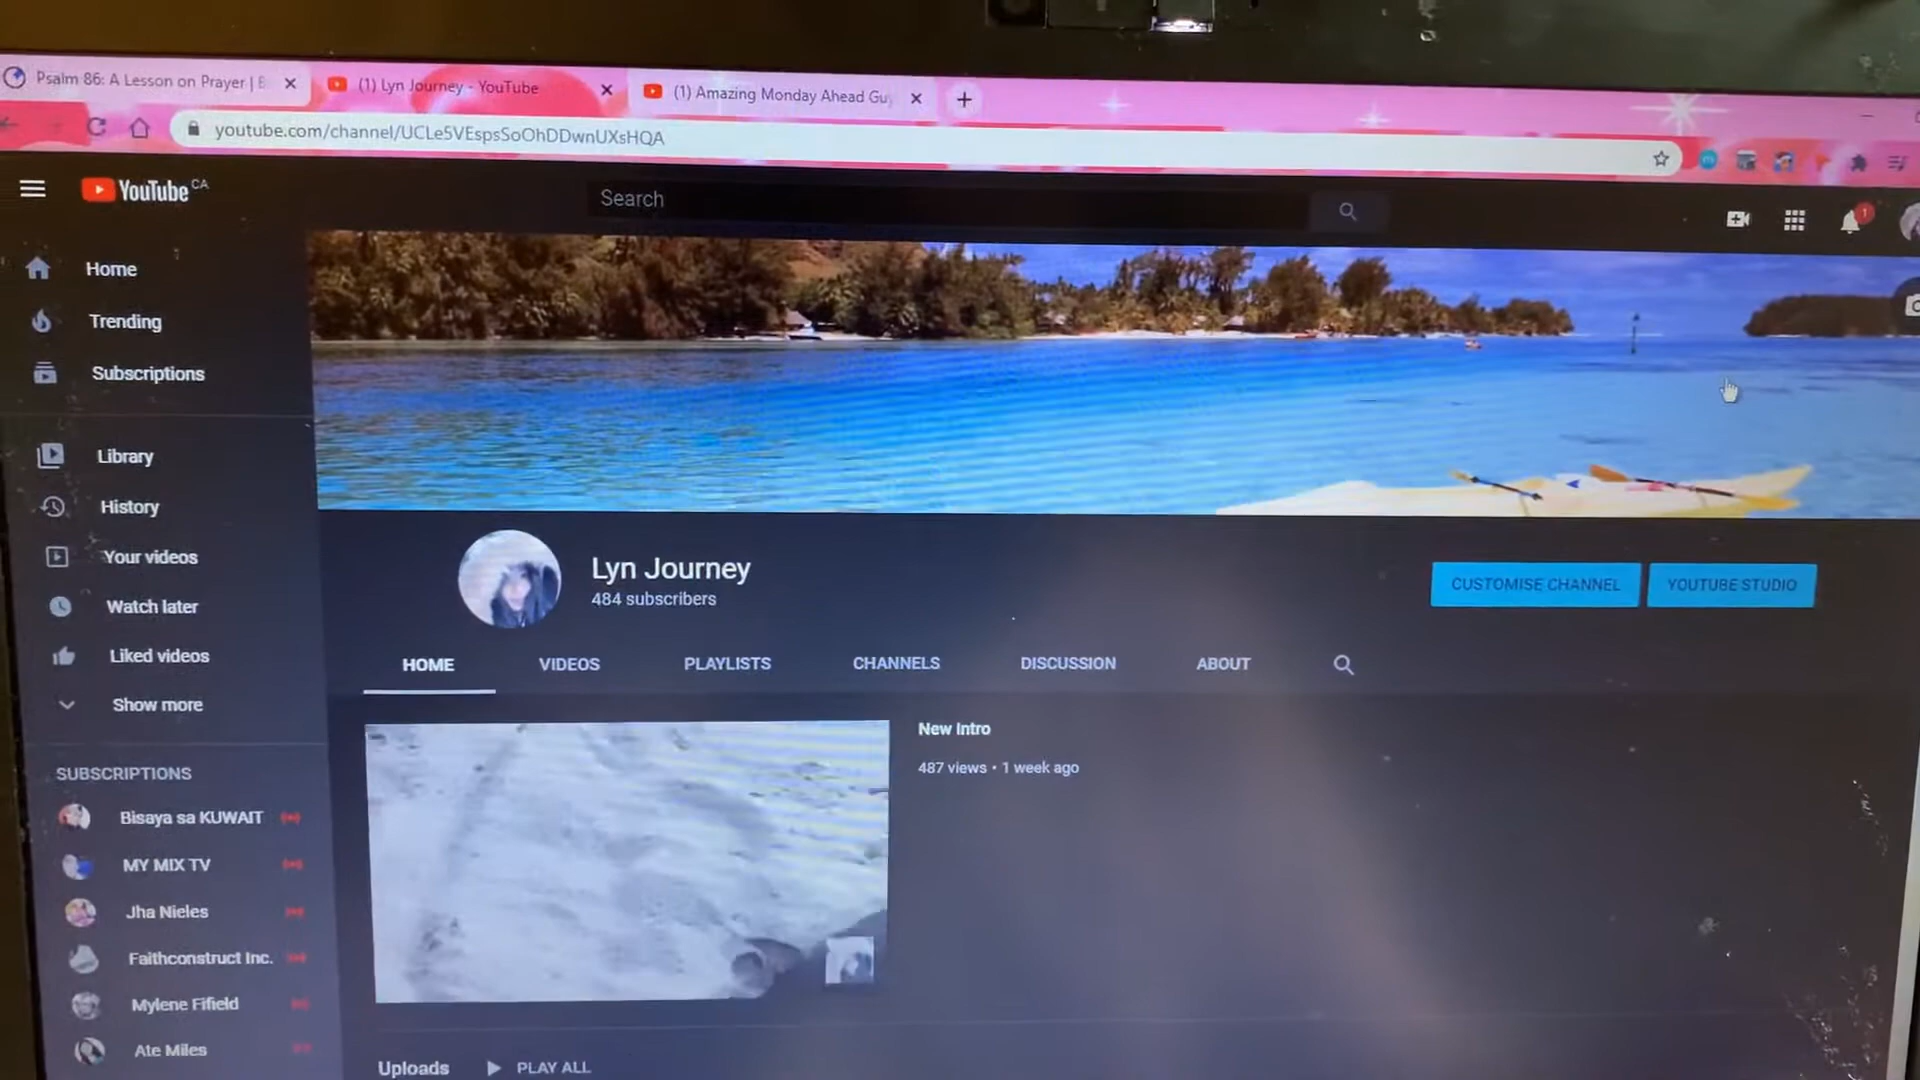 Psalm 86: A Lesson on Prayer |
(1) Lyn Journey - YouTube
(1) Amazing Monday Ahead Gu
youtube.com/channel/UCLe5VEspsSoOhDDwnUXsHQA
YouTube CA
Search
1
Home
Trending
Subscriptions
Library
History
Your videos
Watch later
Liked videos
Show more
SUBSCRIPTIONS
Bisaya sa KUWAIT
MY MIX TV
Jha Nieles
Faithconstruct Inc.
Mylene Fifield
Ate Miles
Lyn Journey
484 subscribers
CUSTOMISE CHANNEL
YOUTUBE STUDIO
HOME
VIDEOS
PLAYLISTS
CHANNELS
DISCUSSION
ABOUT
New Intro
487 views • 1 week ago
Uploads
PLAY ALL